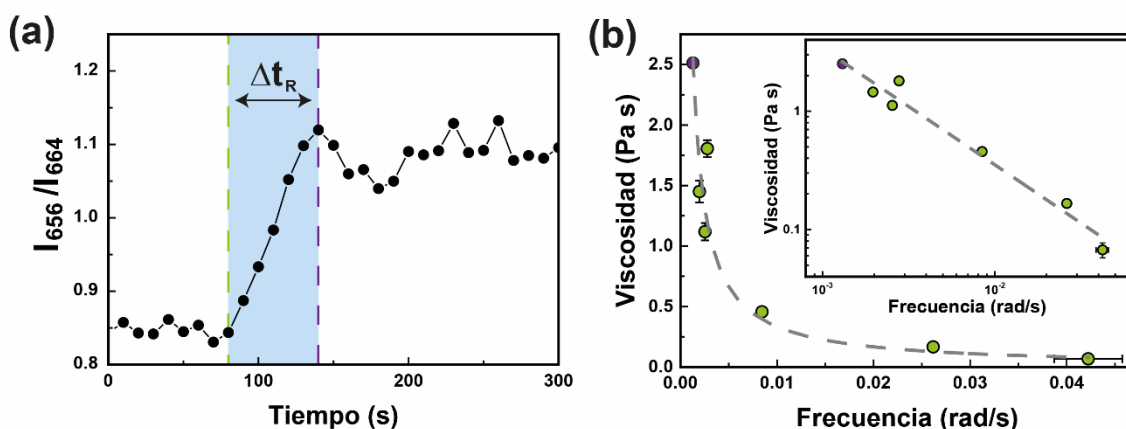 (a)
I656/I664
1.2
1.1
1.0
0.9
0.8
ΔtR
0
100
200
300
Tiempo (s)
(b)
Viscosidad (Pa s)
2.5
2.0
1.5
1.0
0.5
0.0
0.00
0.01
0.02
0.03
0.04
Frecuencia (rad/s)
Viscosidad (Pa s)
1
0.1
10-3
10-2
Frecuencia (rad/s)